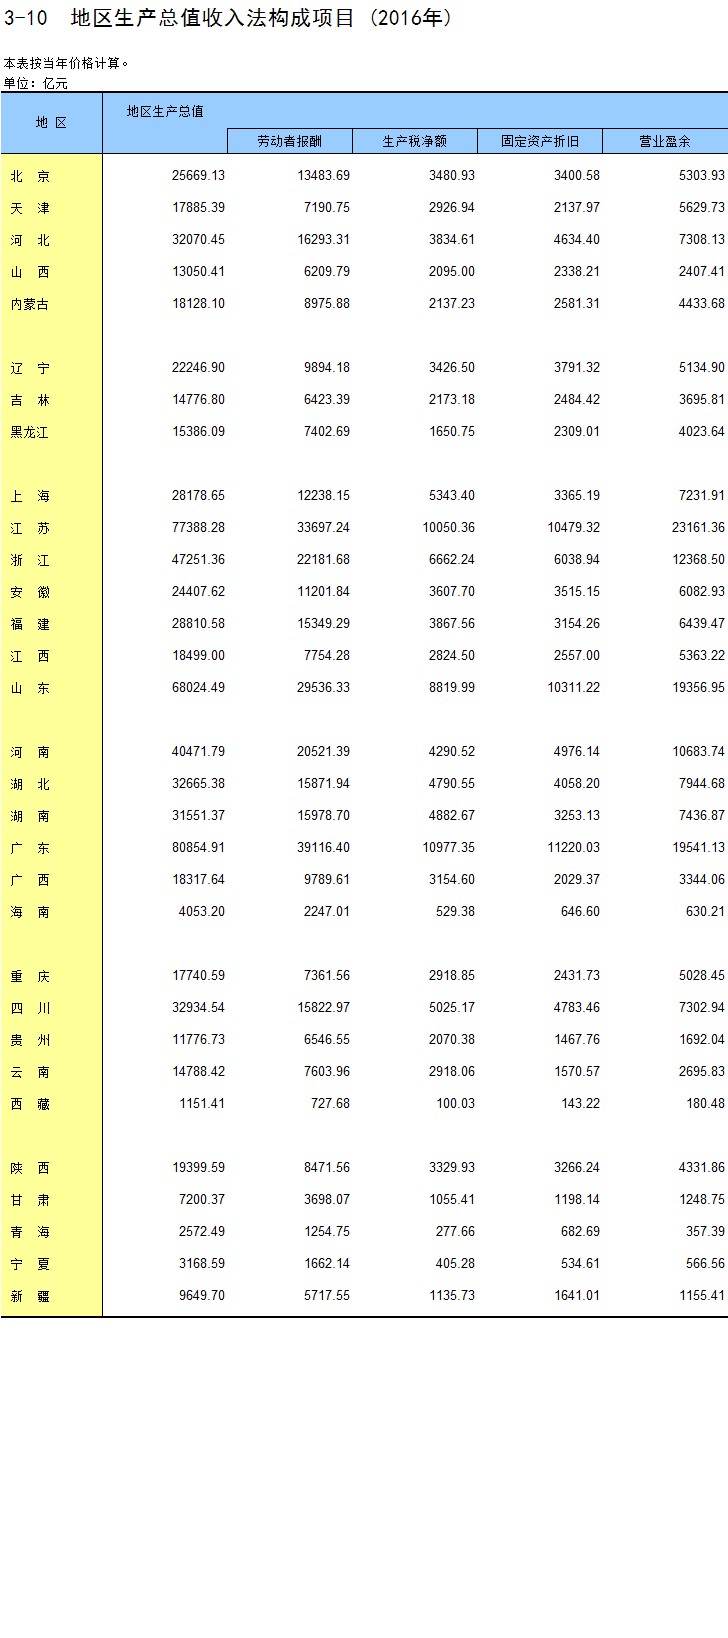 3-10 地区生产总值收入法构成项目 (2016年)
本表按当年价格计算。
单位：亿元
地 区 地区生产总值 劳动者报酬 生产税净额 固定资产折旧 营业盈余
北 京 25669.13 13483.69 3480.93 3400.58 5303.93
天 津 17885.39 7190.75 2926.94 2137.97 5629.73
河 北 32070.45 16293.31 3834.61 4634.40 7308.13
山 西 13050.41 6209.79 2095.00 2338.21 2407.41
内蒙古 18128.10 8975.88 2137.23 2581.31 4433.68
辽 宁 22246.90 9894.18 3426.50 3791.32 5134.90
吉 林 14776.80 6423.39 2173.18 2484.42 3695.81
黑龙江 15386.09 7402.69 1650.75 2309.01 4023.64
上 海 28178.65 12238.15 5343.40 3365.19 7231.91
江 苏 77388.28 33697.24 10050.36 10479.32 23161.36
浙 江 47251.36 22181.68 6662.24 6038.94 12368.50
安 徽 24407.62 11201.84 3607.70 3515.15 6082.93
福 建 28810.58 15349.29 3867.56 3154.26 6439.47
江 西 18499.00 7754.28 2824.50 2557.00 5363.22
山 东 68024.49 29536.33 8819.99 10311.22 19356.95
河 南 40471.79 20521.39 4290.52 4976.14 10683.74
湖 北 32665.38 15871.94 4790.55 4058.20 7944.68
湖 南 31551.37 15978.70 4882.67 3253.13 7436.87
广 东 80854.91 39116.40 10977.35 11220.03 19541.13
广 西 18317.64 9789.61 3154.60 2029.37 3344.06
海 南 4053.20 2247.01 529.38 646.60 630.21
重 庆 17740.59 7361.56 2918.85 2431.73 5028.45
四 川 32934.54 15822.97 5025.17 4783.46 7302.94
贵 州 11776.73 6546.55 2070.38 1467.76 1692.04
云 南 14788.42 7603.96 2918.06 1570.57 2695.83
西 藏 1151.41 727.68 100.03 143.22 180.48
陕 西 19399.59 8471.56 3329.93 3266.24 4331.86
甘 肃 7200.37 3698.07 1055.41 1198.14 1248.75
青 海 2572.49 1254.75 277.66 682.69 357.39
宁 夏 3168.59 1662.14 405.28 534.61 566.56
新 疆 9649.70 5717.55 1135.73 1641.01 1155.41